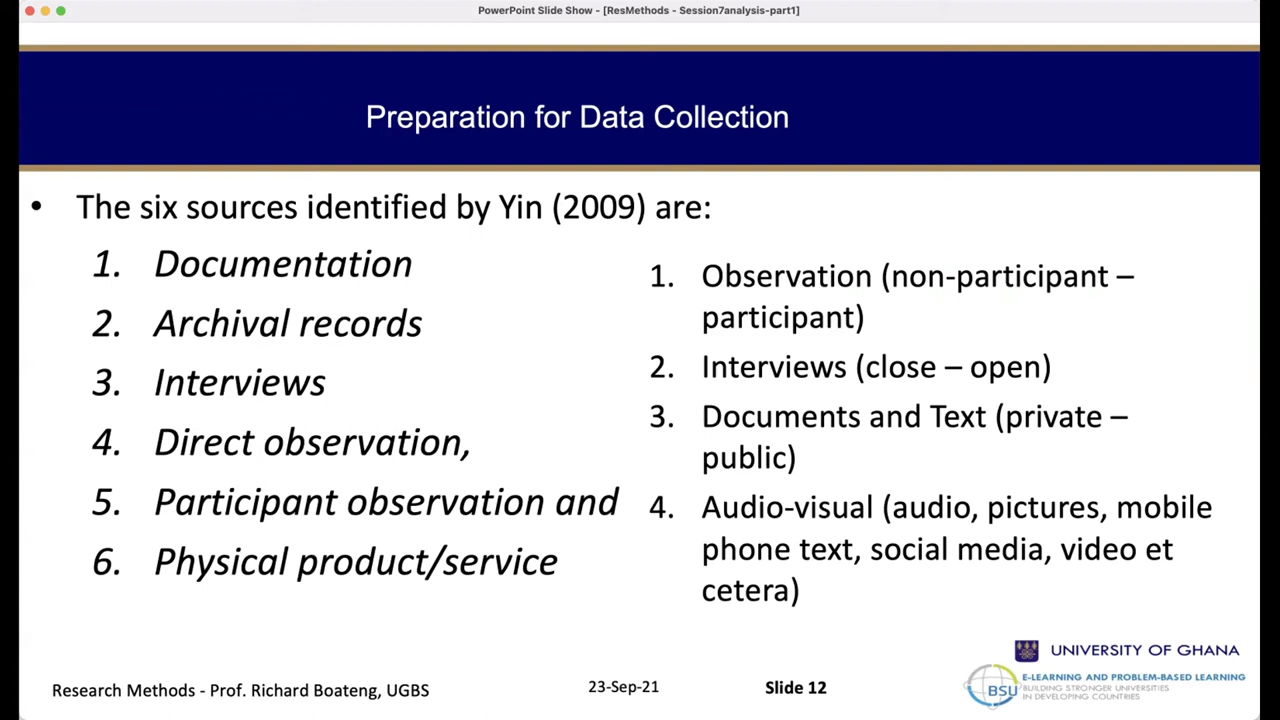 PowerPoint Slide Show - [ResMethods - Session7analysis-part1]
Preparation for Data Collection
• The six sources identified by Yin (2009) are:
1. Documentation
2. Archival records
3. Interviews
4. Direct observation,
5. Participant observation and
6. Physical product/service
1. Observation (non-participant –
participant)
2. Interviews (close – open)
3. Documents and Text (private –
public)
4. Audio-visual (audio, pictures, mobile
phone text, social media, video et
cetera)
UNIVERSITY OF GHANA
BSU
E-LEARNING AND PROBLEM-BASED LEARNING
BUILDING STRONGER UNIVERSITIES
IN DEVELOPING COUNTRIES
Research Methods - Prof. Richard Boateng, UGBS
23-Sep-21
Slide 12